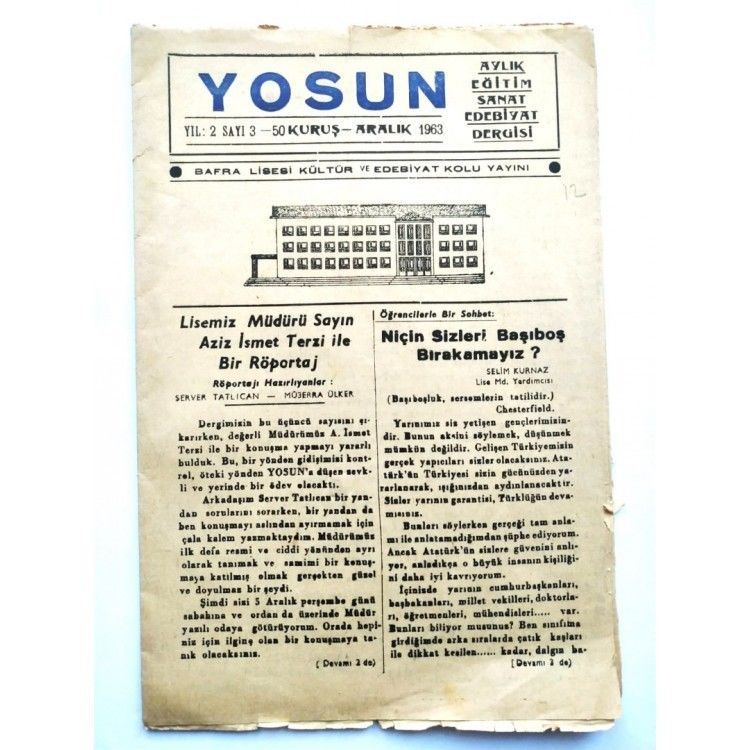 YOSUN
AYLIK
EĞİTİM
SANAT
EDEBİYAT
DERGİSİ
YIL: 2 SAYI 3 —50 KURUŞ— ARALIK 1963
BAFRA LİSESİ KÜLTÜR VE EDEBİYAT KOLU YAYINI
12
Lisemiz Müdürü Sayın
Aziz İsmet Terzi ile
Bir Röportaj
Röportajı Hazırlıyanlar :
SERVER TATLICAN — MÜBERRA ÜLKER
Dergimizin bu üçüncü sayısını çı-
karırken, değerli Müdürümüz A. İsmet
Terzi ile bir konuşma yapmayı yararlı
bulduk. Bu, bir yönden gidişimizi kont-
rol, öteki yönden YOSUN'a düşen sevk-
li ve yerinde bir ödev olacaktı.
Arkadaşım Server Tatlıcan bir yan-
dan sorularını sorarken, bir yandan da
ben konuşmayı aslından ayırmamak için
çala kalem yazmaktaydım. Müdürümüz
ilk defa resmi ve ciddi yönünden ayrı
olarak tanımak ve samimi bir konuş-
maya katılmış olmak gerşekten güzel
ve doyulmaz bir şeydi.
Şimdi sizi 5 Aralık perşembe günü
sabahına ve ordan da üzerinde Müdür
yazılı odaya götürüyorum. Orada hepi-
niz için ilginç olan bir konuşmaya ta-
nık olacaksınız.
( Devamı 2 de)
Öğrencilerle Bir Sohbet:
Niçin Sizleri Başıboş
Bırakamayız ?
SELİM KURNAZ
Lise Md. Yardımcısı
(Başıboşluk, sersemlerin tatilidir.)
Chesterfield.
Yarınımız siz yetişen gençlerimizin-
dir. Bunun aksini söylemek, düşünmek
mümkün değildir. Gelişen Türkiyemizin
gerçek yapıcıları sizler olacaksınız. Ata-
türk'ün Türkiyesi sizin gücünüzden ya-
rarlanarak, ışığınızdan aydınlanacaktır.
Sizler yarının garantisi, Türklüğün deva-
mısınız.
Bunları söylerken gerçeği tam anla-
mı ile anlatamadığımdan şüphe ediyorum.
Ancak Atatürk'ün sizlere güvenini anlı-
yor, anladıkça o büyük insanın kişiliği-
ni daha iyi kavrıyorum.
İçinizde yarının cumhurbaşkanları,
başbakanları, millet vekilleri, doktorla-
rı, öğretmenleri, mühendisleri..... var.
Bunları biliyor musunuz? Ben sınıfıma
girdiğimde arka sıralarda çatık kaşları
ile dikkat kesilen...... kadar, dalgın ba-
(Devamı 2 de)